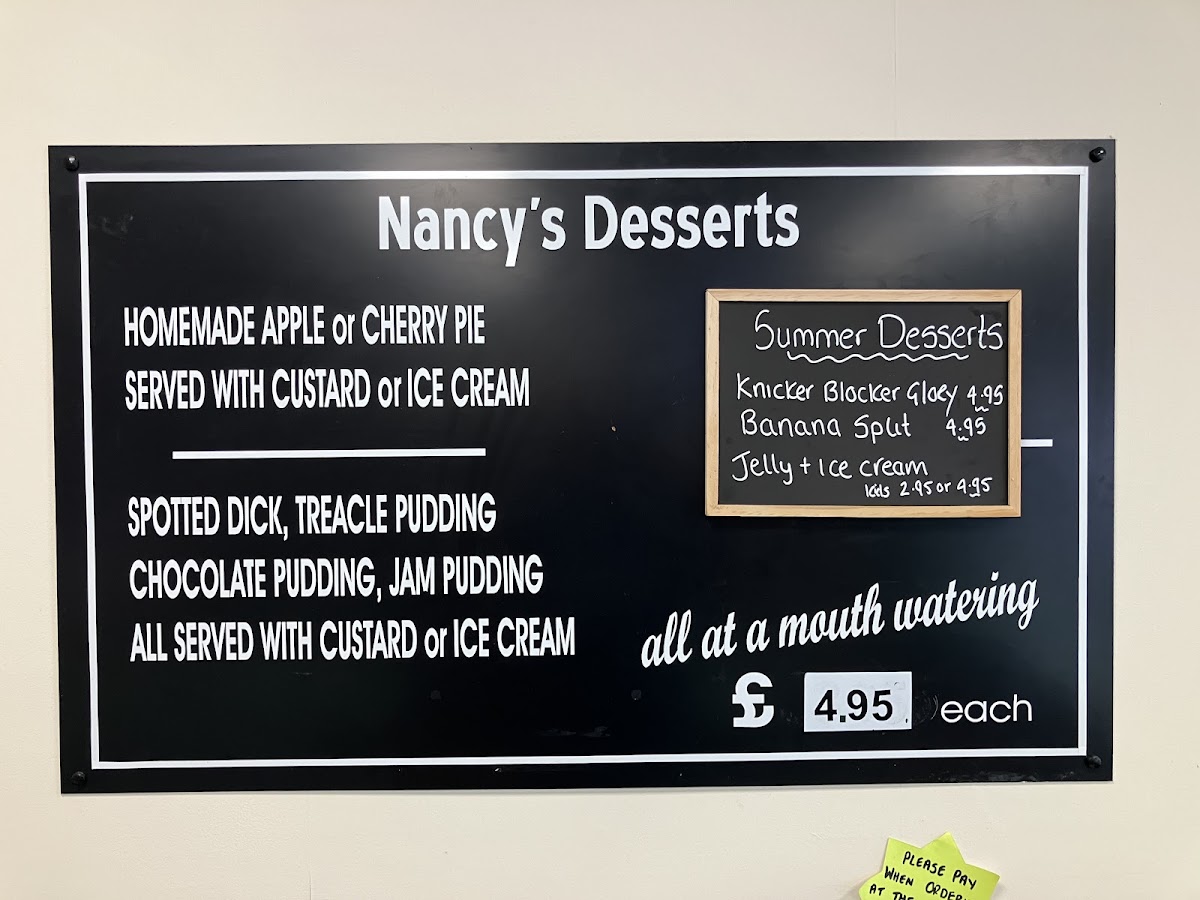 Nancy's Desserts
HOMEMADE APPLE or CHERRY PIE
SERVED WITH CUSTARD or ICE CREAM
SPOTTED DICK, TREACLE PUDDING
CHOCOLATE PUDDING, JAM PUDDING
ALL SERVED WITH CUSTARD or ICE CREAM
Summer Desserts
Knicker Blocker Gloey 4.95
Banana Split 4.95
Jelly + Ice cream
kids 2.95 or 4.95
all at a mouth watering
£ 4.95 each
PLEASE PAY
WHEN
AT THE